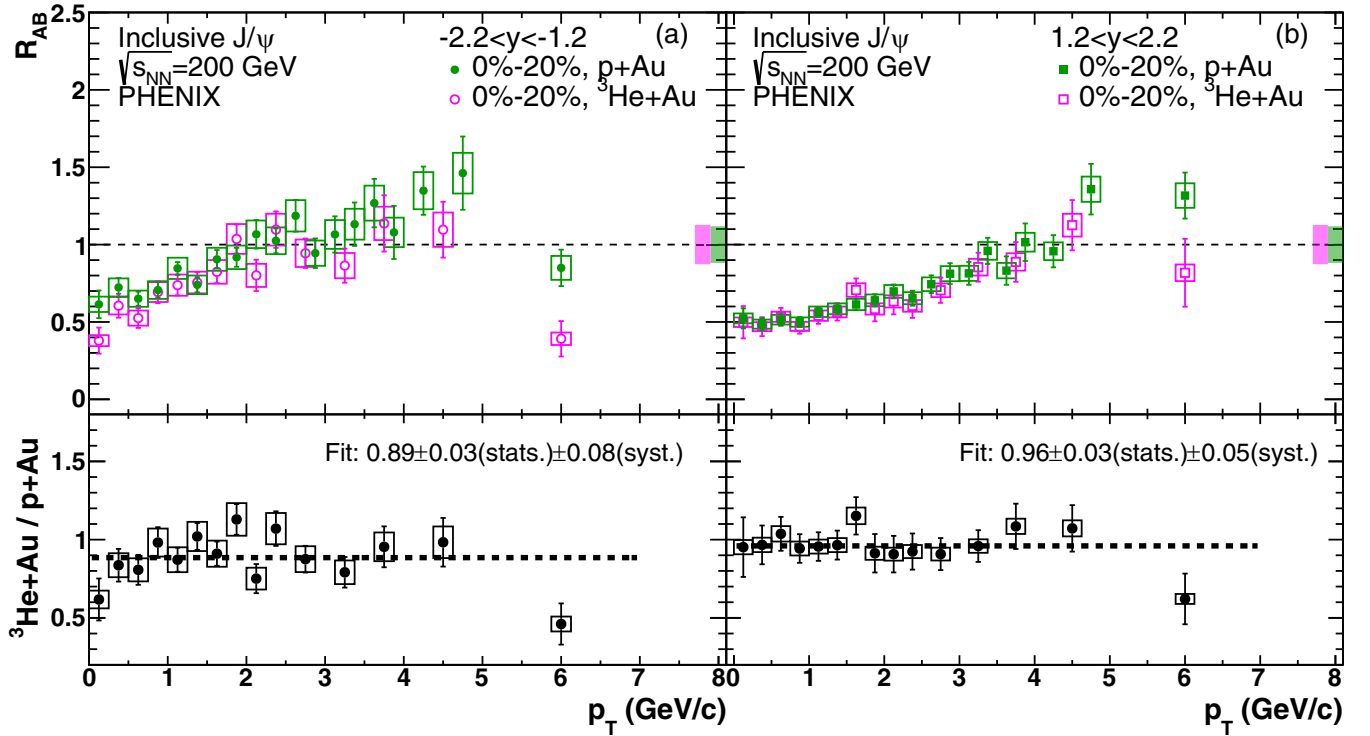 R_AB
2.5
2
1.5
1
0.5
0
Inclusive J/ψ
√s_NN=200 GeV
PHENIX
-2.2<y<-1.2
(a)
0%-20%, p+Au
0%-20%, ³He+Au
Inclusive J/ψ
√s_NN=200 GeV
PHENIX
1.2<y<2.2
(b)
0%-20%, p+Au
0%-20%, ³He+Au
³He+Au / p+Au
1.5
1
0.5
Fit: 0.89±0.03(stats.)±0.08(syst.)
Fit: 0.96±0.03(stats.)±0.05(syst.)
0 1 2 3 4 5 6 7 8
0 1 2 3 4 5 6 7 8
p_T (GeV/c)
p_T (GeV/c)